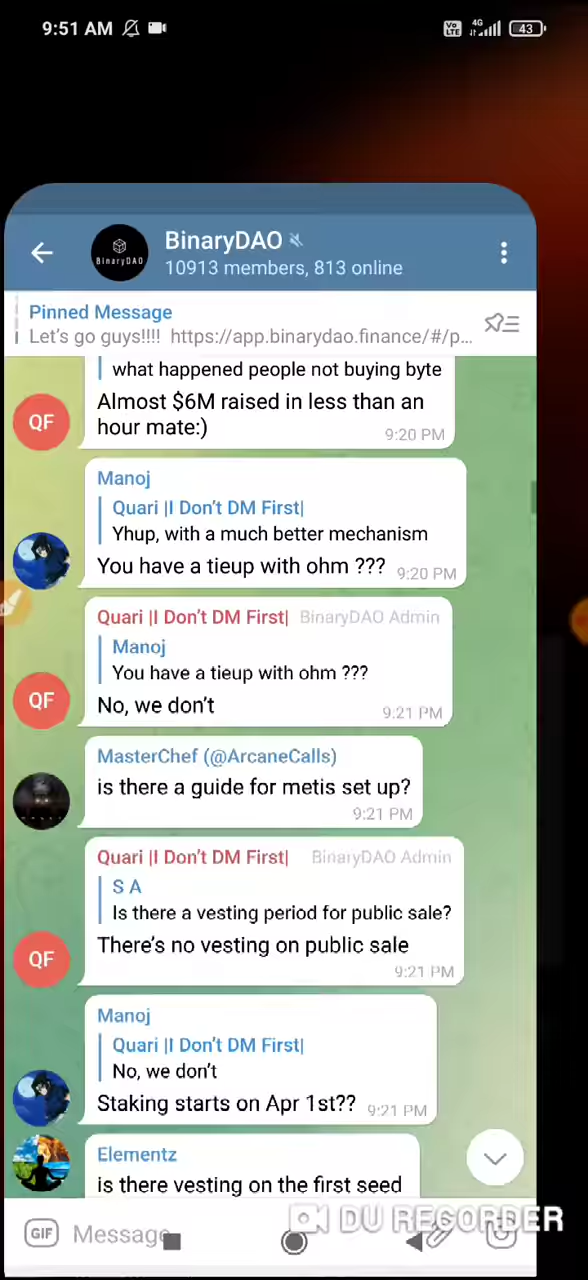 9:51 AM
Vo LTE 4G 43
BinaryDAO
BinaryDAO
10913 members, 813 online
Pinned Message
Let's go guys!!!! https://app.binarydao.finance/#/p...
what happened people not buying byte
QF
Almost $6M raised in less than an
hour mate:)
9:20 PM
Manoj
Quari |I Don't DM First|
Yhup, with a much better mechanism
You have a tieup with ohm ???
9:20 PM
Quari |I Don't DM First| BinaryDAO Admin
Manoj
You have a tieup with ohm ???
QF
No, we don't
9:21 PM
MasterChef (@ArcaneCalls)
is there a guide for metis set up?
9:21 PM
Quari |I Don't DM First| BinaryDAO Admin
S A
Is there a vesting period for public sale?
QF
There's no vesting on public sale
9:21 PM
Manoj
Quari |I Don't DM First|
No, we don't
Staking starts on Apr 1st??
9:21 PM
Elementz
is there vesting on the first seed
GIF Message
DU RECORDER